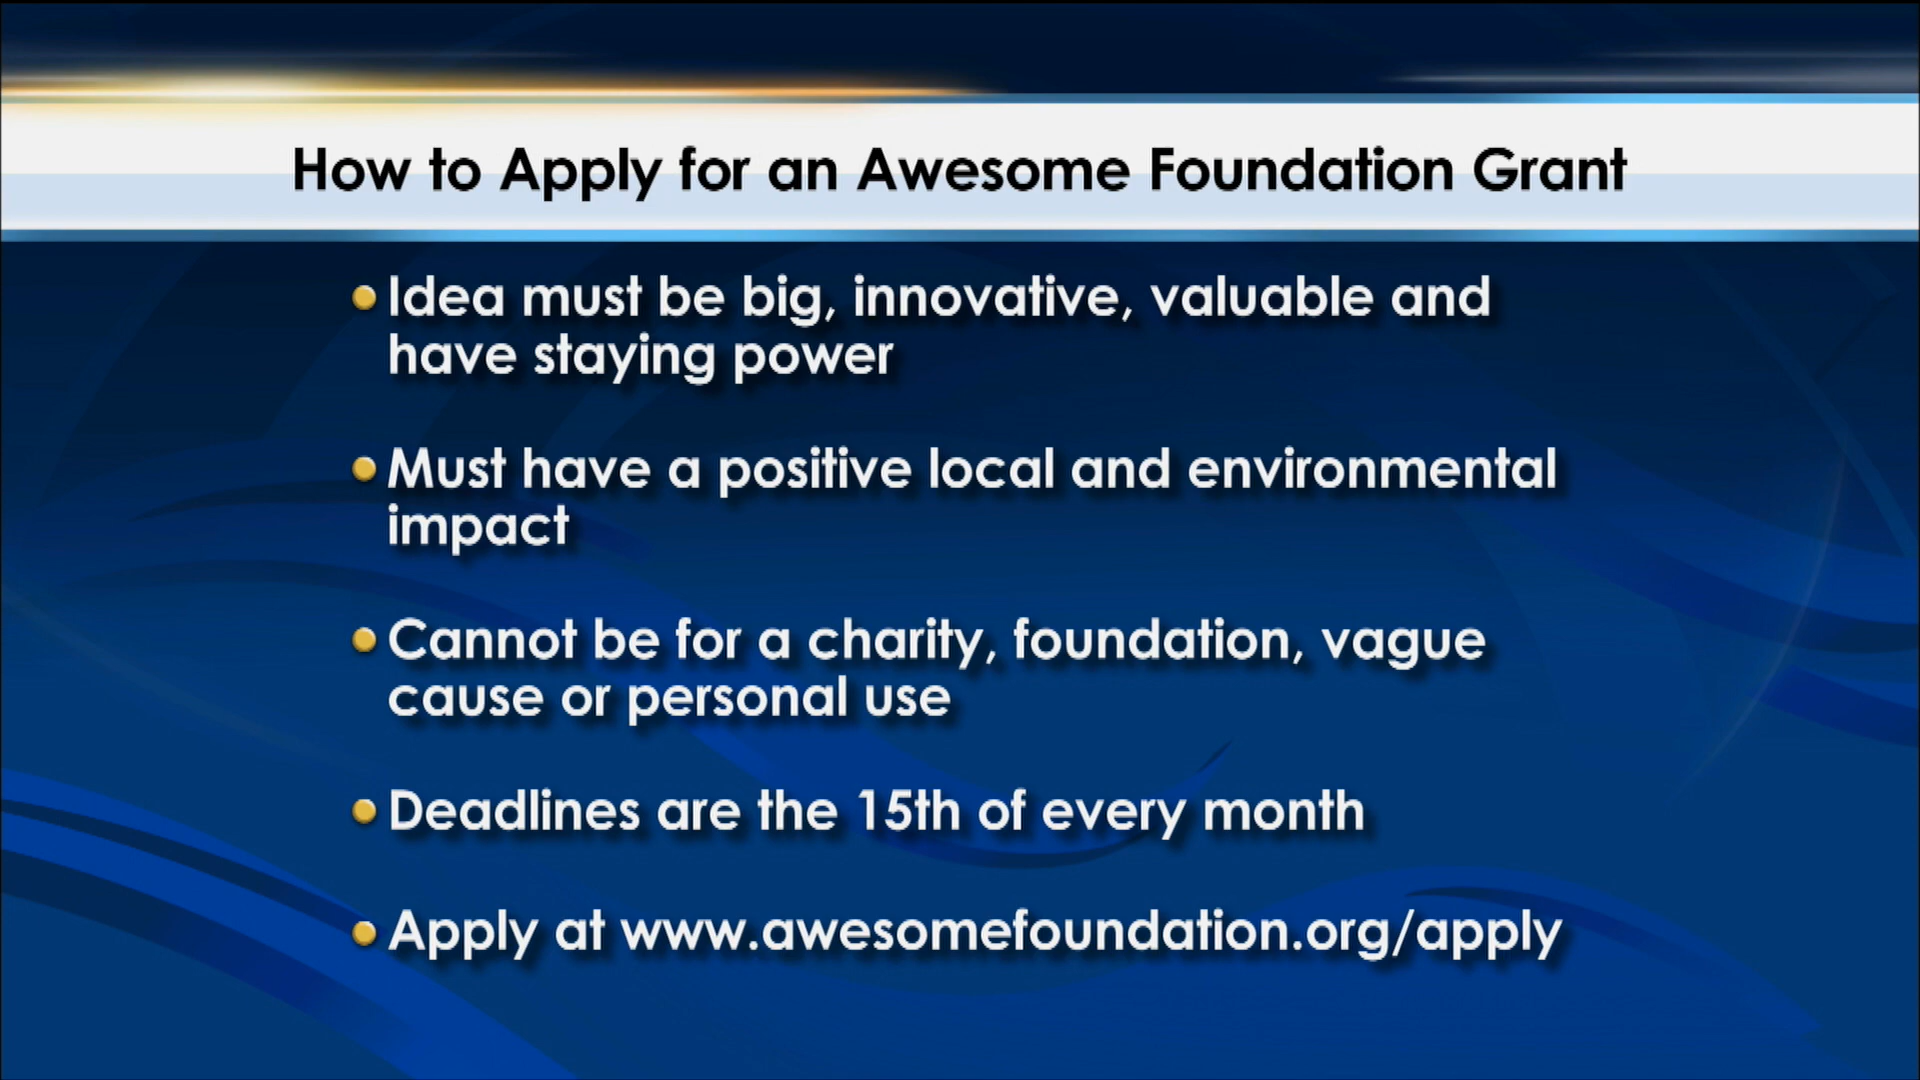 How to Apply for an Awesome Foundation Grant
Idea must be big, innovative, valuable and
have staying power
Must have a positive local and environmental
impact
Cannot be for a charity, foundation, vague
cause or personal use
Deadlines are the 15th of every month
Apply at www.awesomefoundation.org/apply